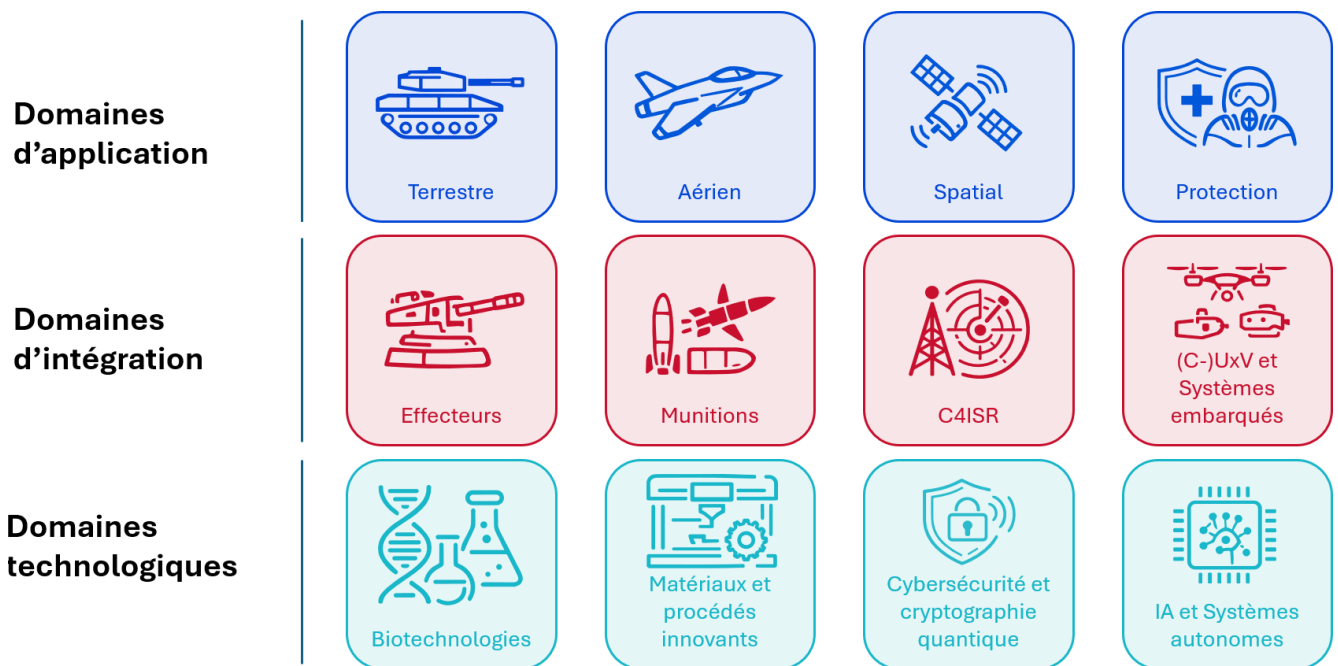 Domaines
d’application
Terrestre
Aérien
Spatial
Protection
Domaines
d’intégration
Effecteurs
Munitions
C4ISR
(C-)UxV et
Systèmes
embarqués
Domaines
technologiques
Biotechnologies
Matériaux et
procédés
innovants
Cybersécurité et
cryptographie
quantique
IA et Systèmes
autonomes